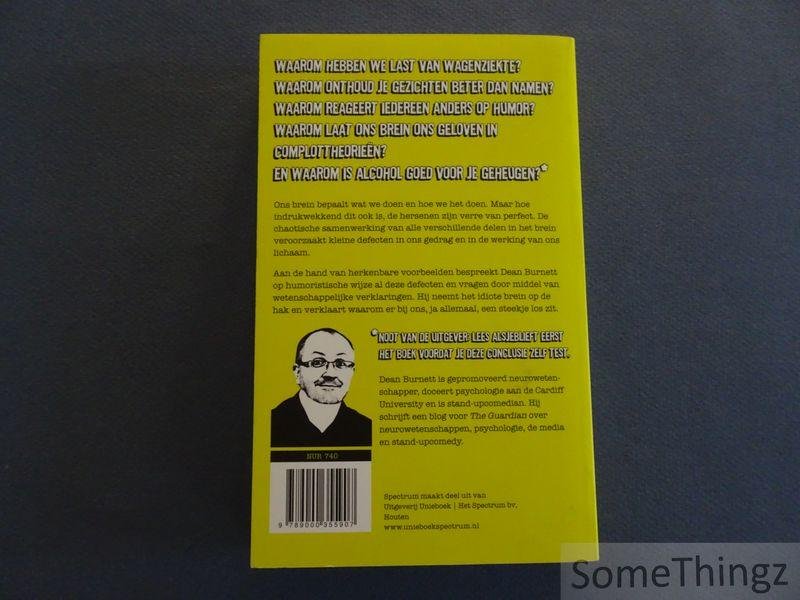 WAAROM HEBBEN WE LAST VAN WAGENZIEKTE?
WAAROM ONTHOUD JE GEZICHTEN BETER DAN NAMEN?
WAAROM REAGEERT IEDEREEN ANDERS OP HUMOR?
WAAROM LAAT ONS BREIN ONS GELOVEN IN
COMPLOTTHEORIEËN?
EN WAAROM IS ALCOHOL GOED VOOR JE GEHEUGEN?*
Ons brein bepaalt wat we doen en hoe we het doen. Maar hoe
indrukwekkend dit ook is, de hersenen zijn verre van perfect. De
chaotische samenwerking van alle verschillende delen in het brein
veroorzaakt kleine defecten in ons gedrag en in de werking van ons
lichaam.
Aan de hand van herkenbare voorbeelden bespreekt Dean Burnett
op humoristische wijze al deze defecten en vragen door middel van
wetenschappelijke verklaringen. Hij neemt het idiote brein op de
hak en verklaart waarom er bij ons, ja allemaal, een steekje los zit.
*NOOT VAN DE UITGEVER: LEES ALSJEBLIEFT EERST
HET BOEK VOORDAT JE DEZE CONCLUSIE ZELF TEST.
Dean Burnett is gepromoveerd neuroweten-
schapper, doceert psychologie aan de Cardiff
University en is stand-upcomedian. Hij
schrijft een blog voor The Guardian over
neurowetenschappen, psychologie, de media
en stand-upcomedy.
NUR 740
9 789000 355907
Spectrum maakt deel uit van
Uitgeverij Unieboek | Het Spectrum bv,
Houten
www.unieboekspectrum.nl
SomeThingz